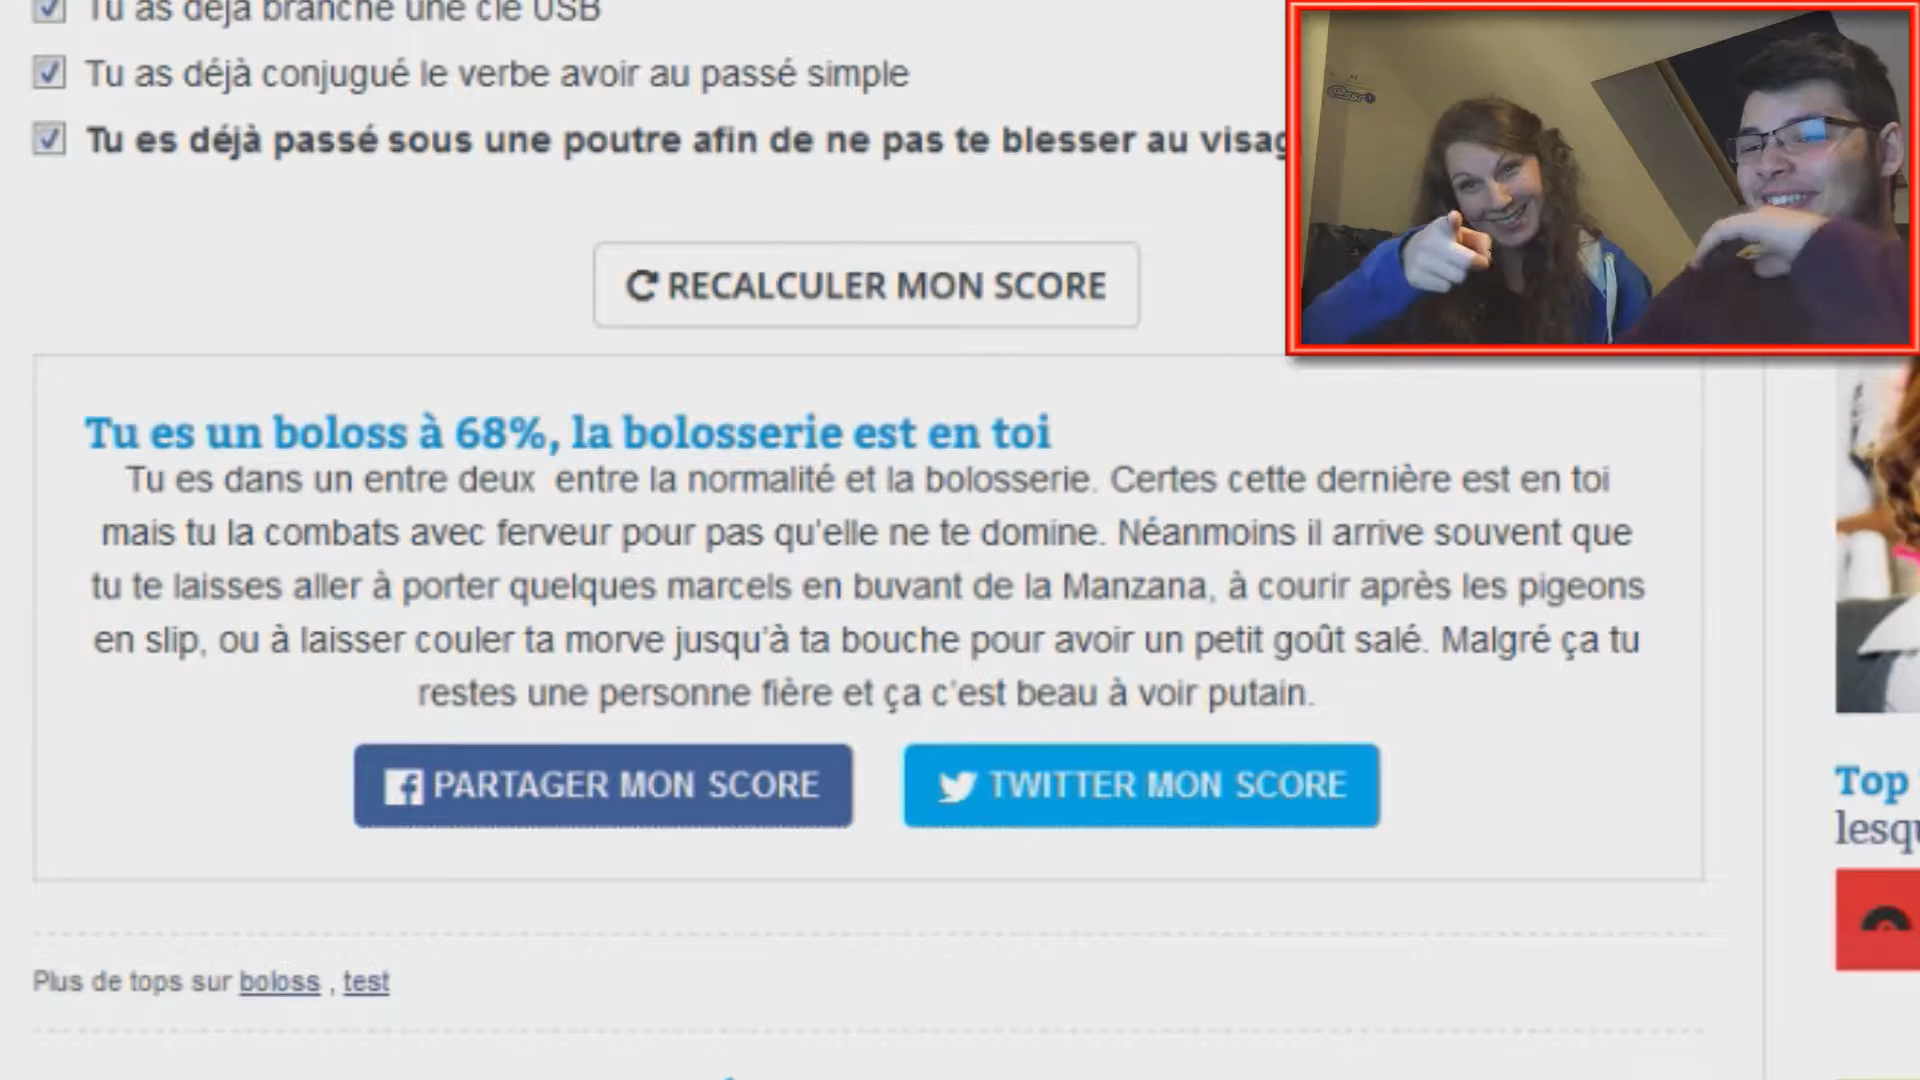 Tu as déjà branché une clé USB
Tu as déjà conjugué le verbe avoir au passé simple
Tu es déjà passé sous une poutre afin de ne pas te blesser au visag
RECALCULER MON SCORE
Tu es un boloss à 68%, la bolosserie est en toi
Tu es dans un entre deux entre la normalité et la bolosserie. Certes cette dernière est en toi
mais tu la combats avec ferveur pour pas qu'elle ne te domine. Néanmoins il arrive souvent que
tu te laisses aller à porter quelques marcels en buvant de la Manzana, à courir après les pigeons
en slip, ou à laisser couler ta morve jusqu'à ta bouche pour avoir un petit goût salé. Malgré ça tu
restes une personne fière et ça c'est beau à voir putain.
PARTAGER MON SCORE
TWITTER MON SCORE
Top
lesqu
Plus de tops sur boloss , test